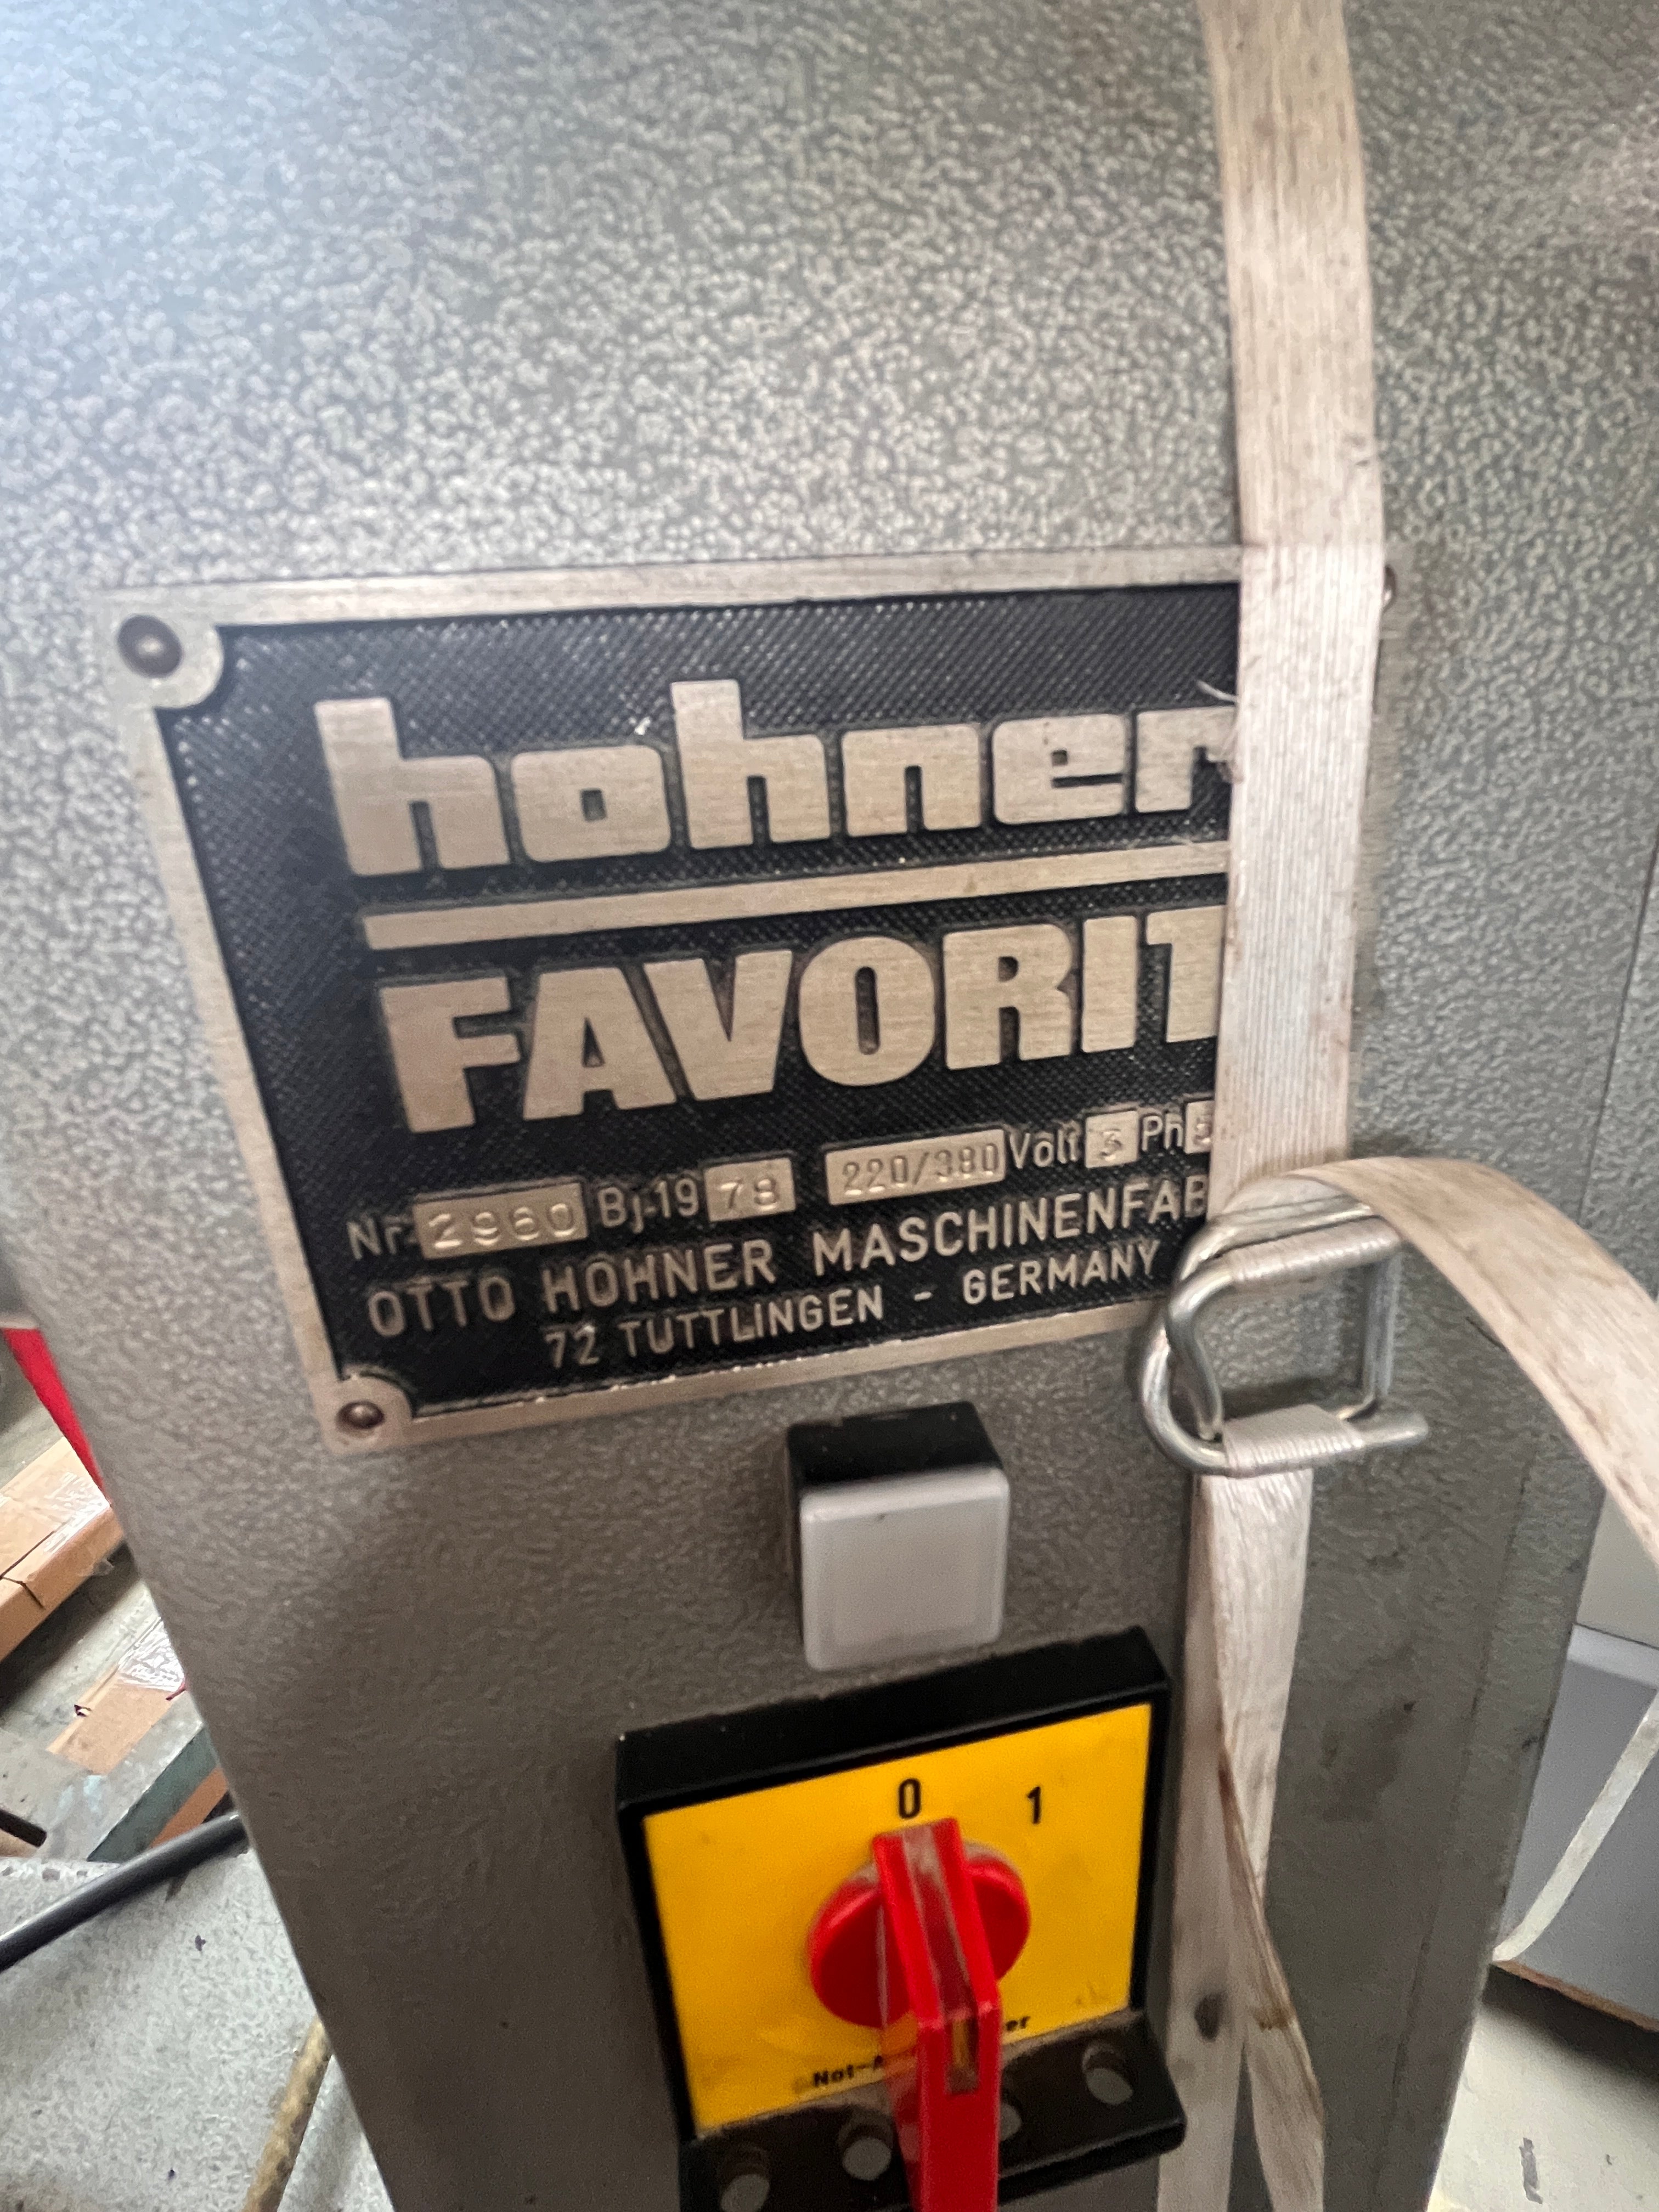 hohner
FAVORIT
Nr. 2960 Bj.19 78 220/380 Volt 3 Ph
OTTO HOHNER MASCHINENFAB
72 TUTTLINGEN - GERMANY
0 1